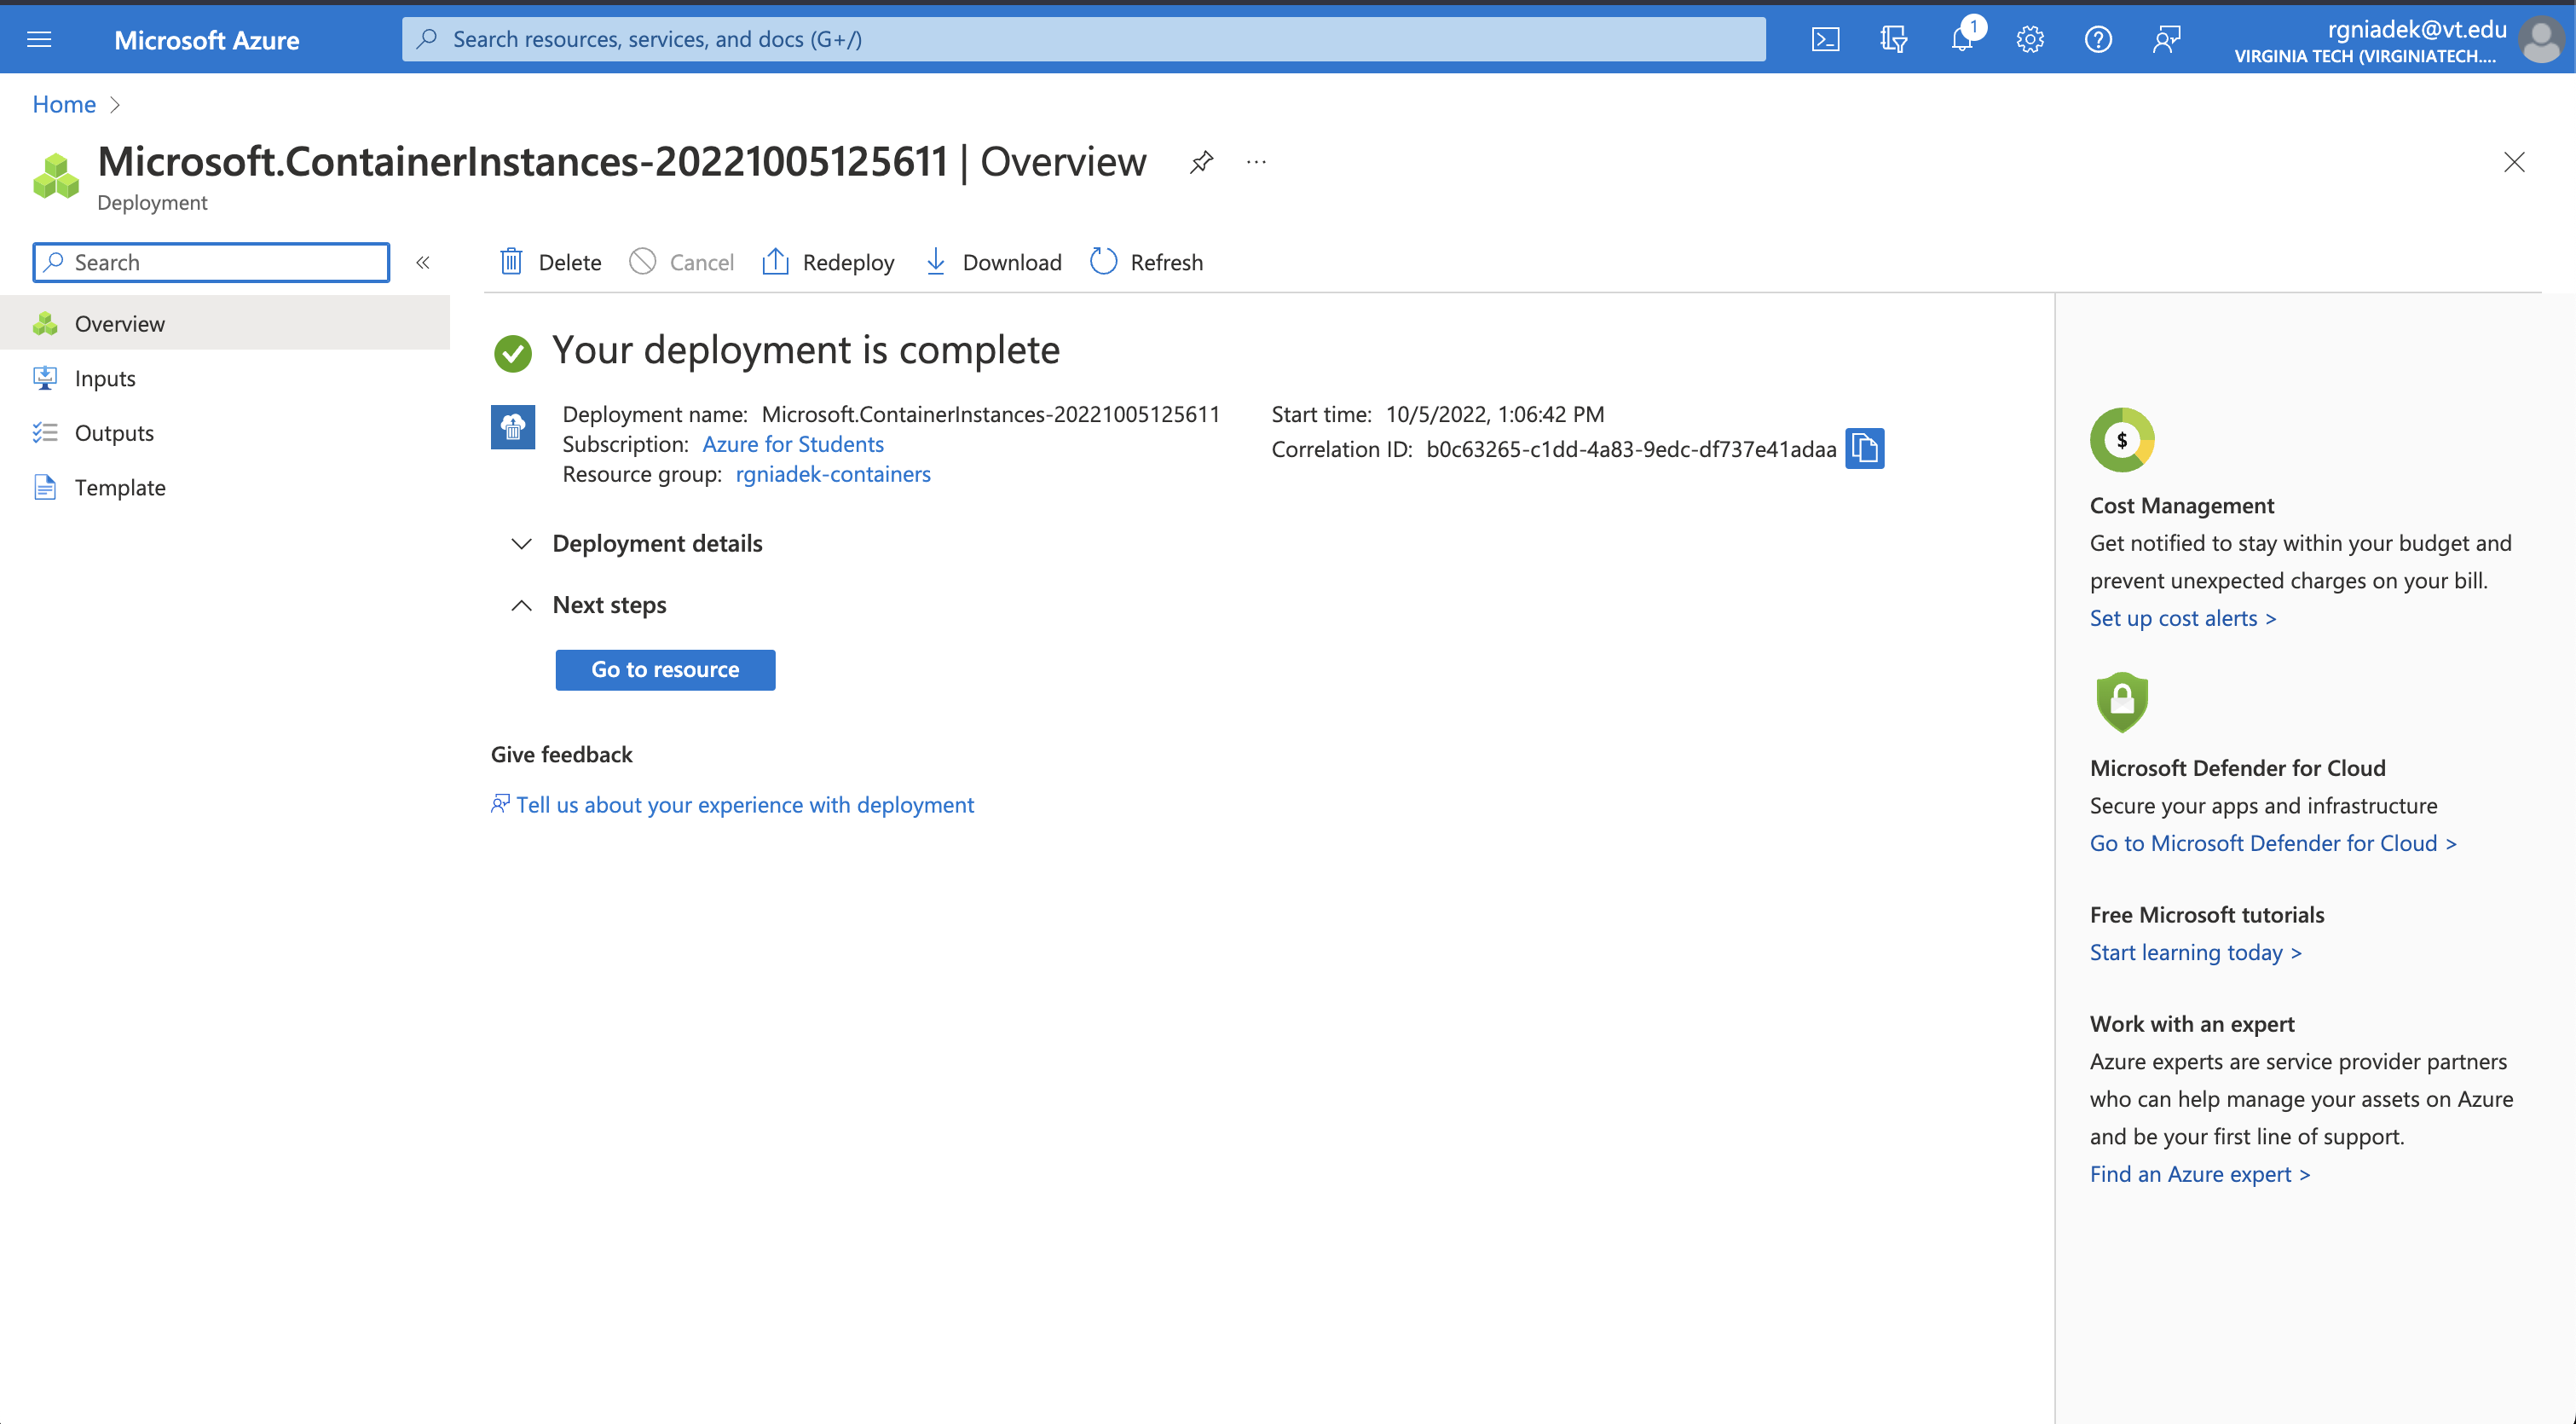 Microsoft Azure
Search resources, services, and docs (G+/)
1
rgniadek@vt.edu
VIRGINIA TECH (VIRGINIATECH....
Home
Microsoft.ContainerInstances-20221005125611 | Overview
Deployment
Search
Delete
Cancel
Redeploy
Download
Refresh
Overview
Inputs
Outputs
Template
Your deployment is complete
Deployment name: Microsoft.ContainerInstances-20221005125611
Subscription: Azure for Students
Resource group: rgniadek-containers
Start time: 10/5/2022, 1:06:42 PM
Correlation ID: b0c63265-c1dd-4a83-9edc-df737e41adaa
Deployment details
Next steps
Go to resource
Give feedback
Tell us about your experience with deployment
$
Cost Management
Get notified to stay within your budget and
prevent unexpected charges on your bill.
Set up cost alerts >
Microsoft Defender for Cloud
Secure your apps and infrastructure
Go to Microsoft Defender for Cloud >
Free Microsoft tutorials
Start learning today >
Work with an expert
Azure experts are service provider partners
who can help manage your assets on Azure
and be your first line of support.
Find an Azure expert >